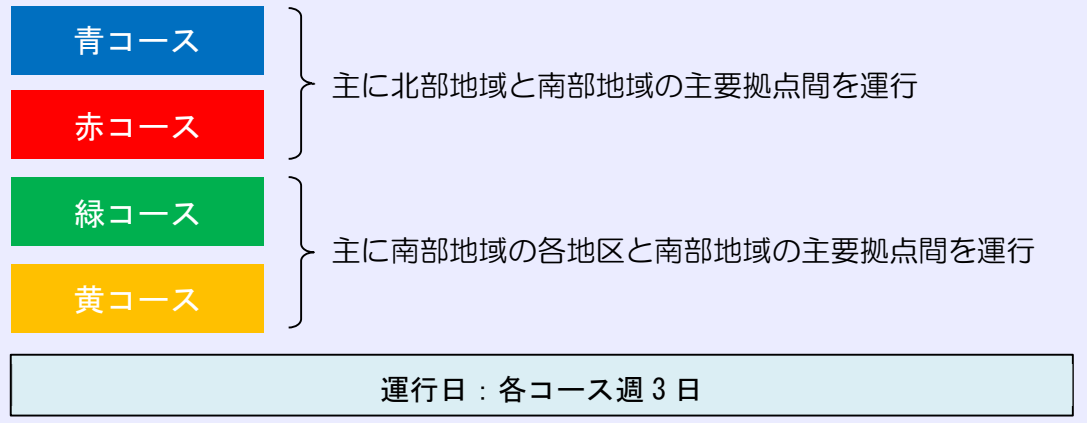 青コース
赤コース
主に北部地域と南部地域の主要拠点間を運行
緑コース
黄コース
主に南部地域の各地区と南部地域の主要拠点間を運行
運行日：各コース週3日